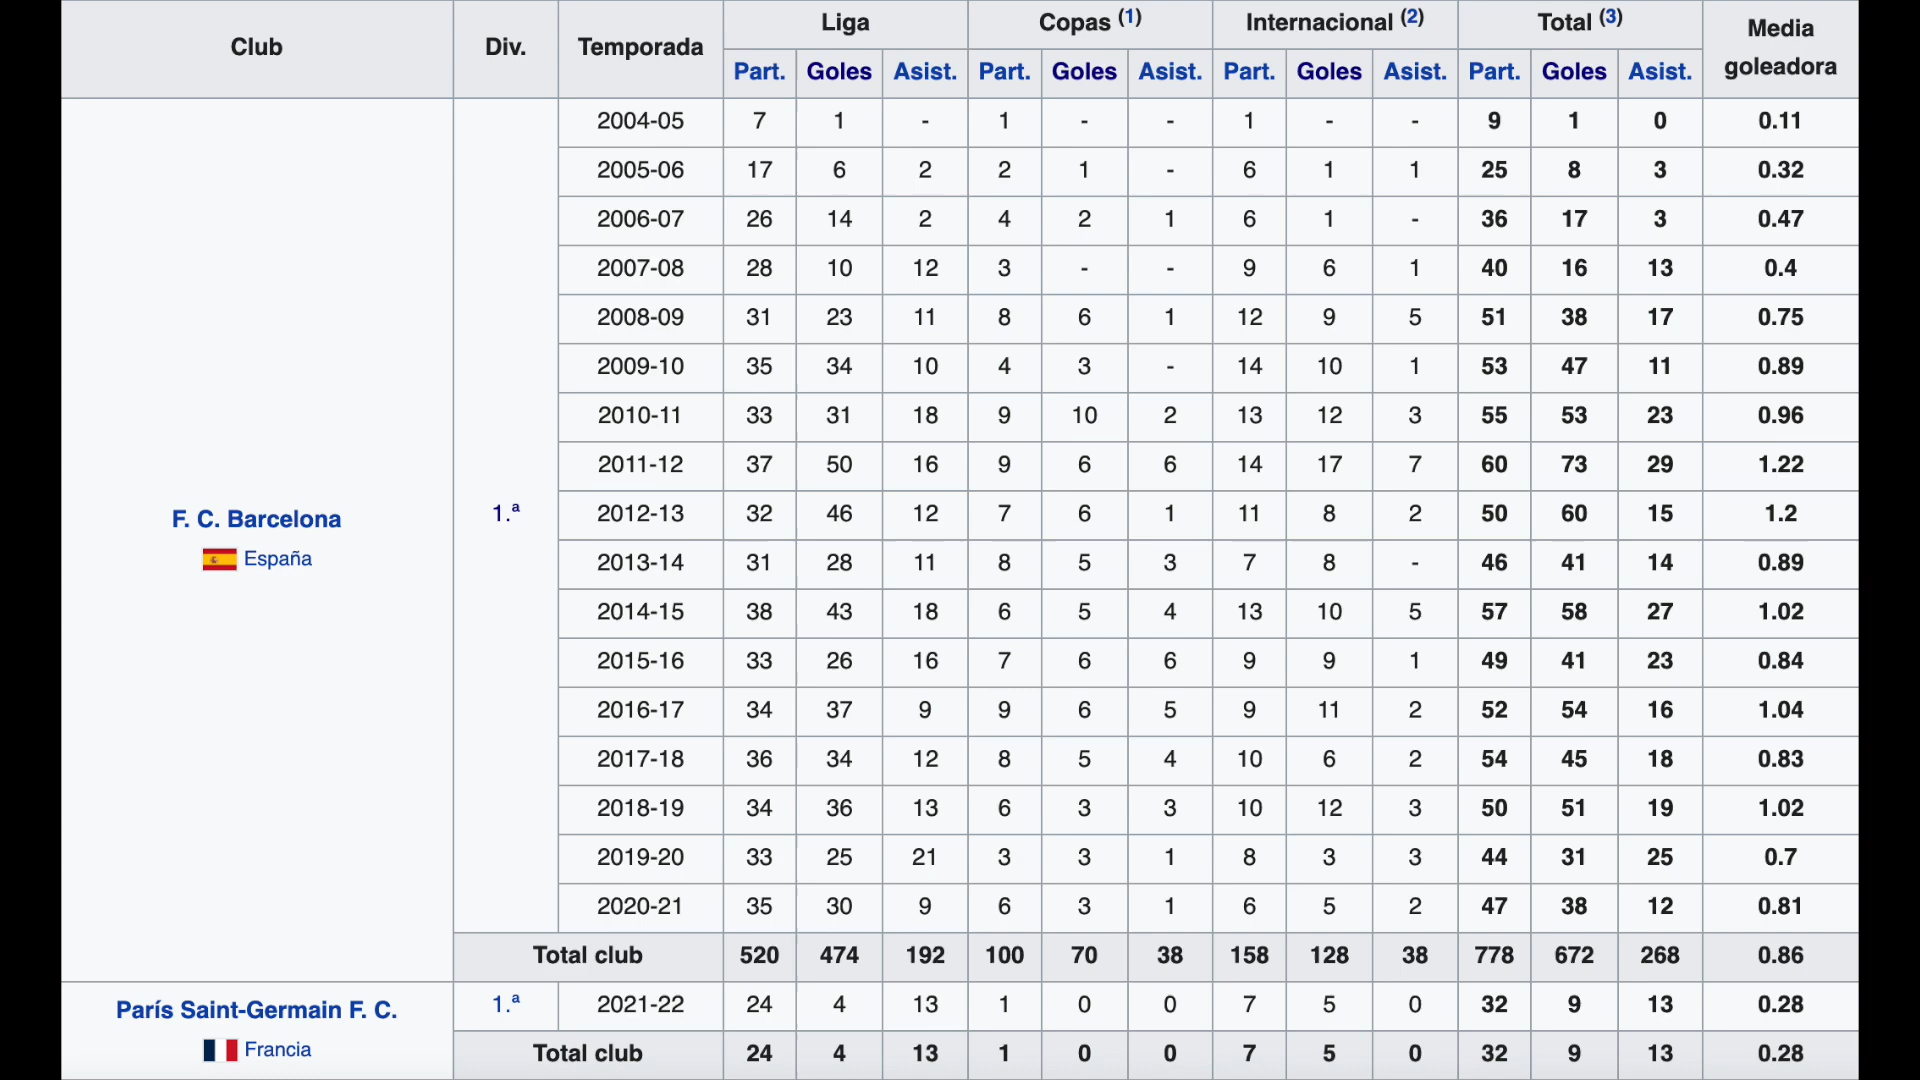 Club Div. Temporada Liga Copas (1) Internacional (2) Total (3) Media goleadora
Part. Goles Asist. Part. Goles Asist. Part. Goles Asist. Part. Goles Asist.
2004-05 7 1 - 1 - - 1 - - 9 1 0 0.11
2005-06 17 6 2 2 1 - 6 1 1 25 8 3 0.32
2006-07 26 14 2 4 2 1 6 1 - 36 17 3 0.47
2007-08 28 10 12 3 - - 9 6 1 40 16 13 0.4
2008-09 31 23 11 8 6 1 12 9 5 51 38 17 0.75
2009-10 35 34 10 4 3 - 14 10 1 53 47 11 0.89
2010-11 33 31 18 9 10 2 13 12 3 55 53 23 0.96
2011-12 37 50 16 9 6 6 14 17 7 60 73 29 1.22
F. C. Barcelona 1.ª 2012-13 32 46 12 7 6 1 11 8 2 50 60 15 1.2
España 2013-14 31 28 11 8 5 3 7 8 - 46 41 14 0.89
2014-15 38 43 18 6 5 4 13 10 5 57 58 27 1.02
2015-16 33 26 16 7 6 6 9 9 1 49 41 23 0.84
2016-17 34 37 9 9 6 5 9 11 2 52 54 16 1.04
2017-18 36 34 12 8 5 4 10 6 2 54 45 18 0.83
2018-19 34 36 13 6 3 3 10 12 3 50 51 19 1.02
2019-20 33 25 21 3 3 1 8 3 3 44 31 25 0.7
2020-21 35 30 9 6 3 1 6 5 2 47 38 12 0.81
Total club 520 474 192 100 70 38 158 128 38 778 672 268 0.86
París Saint-Germain F. C. 1.ª 2021-22 24 4 13 1 0 0 7 5 0 32 9 13 0.28
Francia Total club 24 4 13 1 0 0 7 5 0 32 9 13 0.28